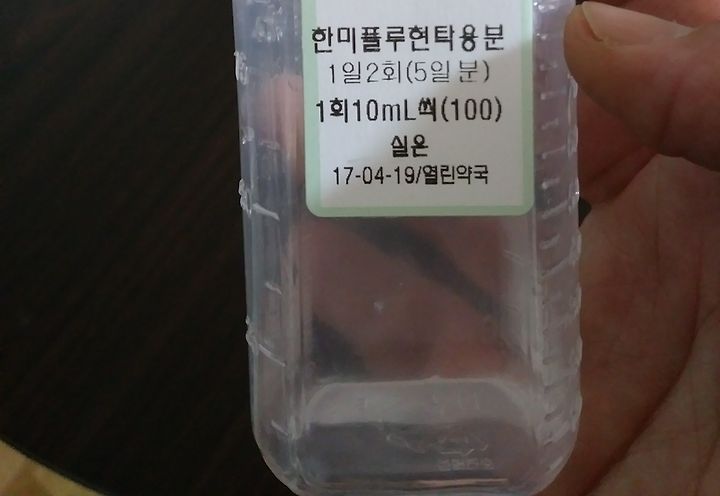 한미플루현탁용분
1일2회(5일분)
1회10mL씩(100)
실온
17-04-19/열린약국